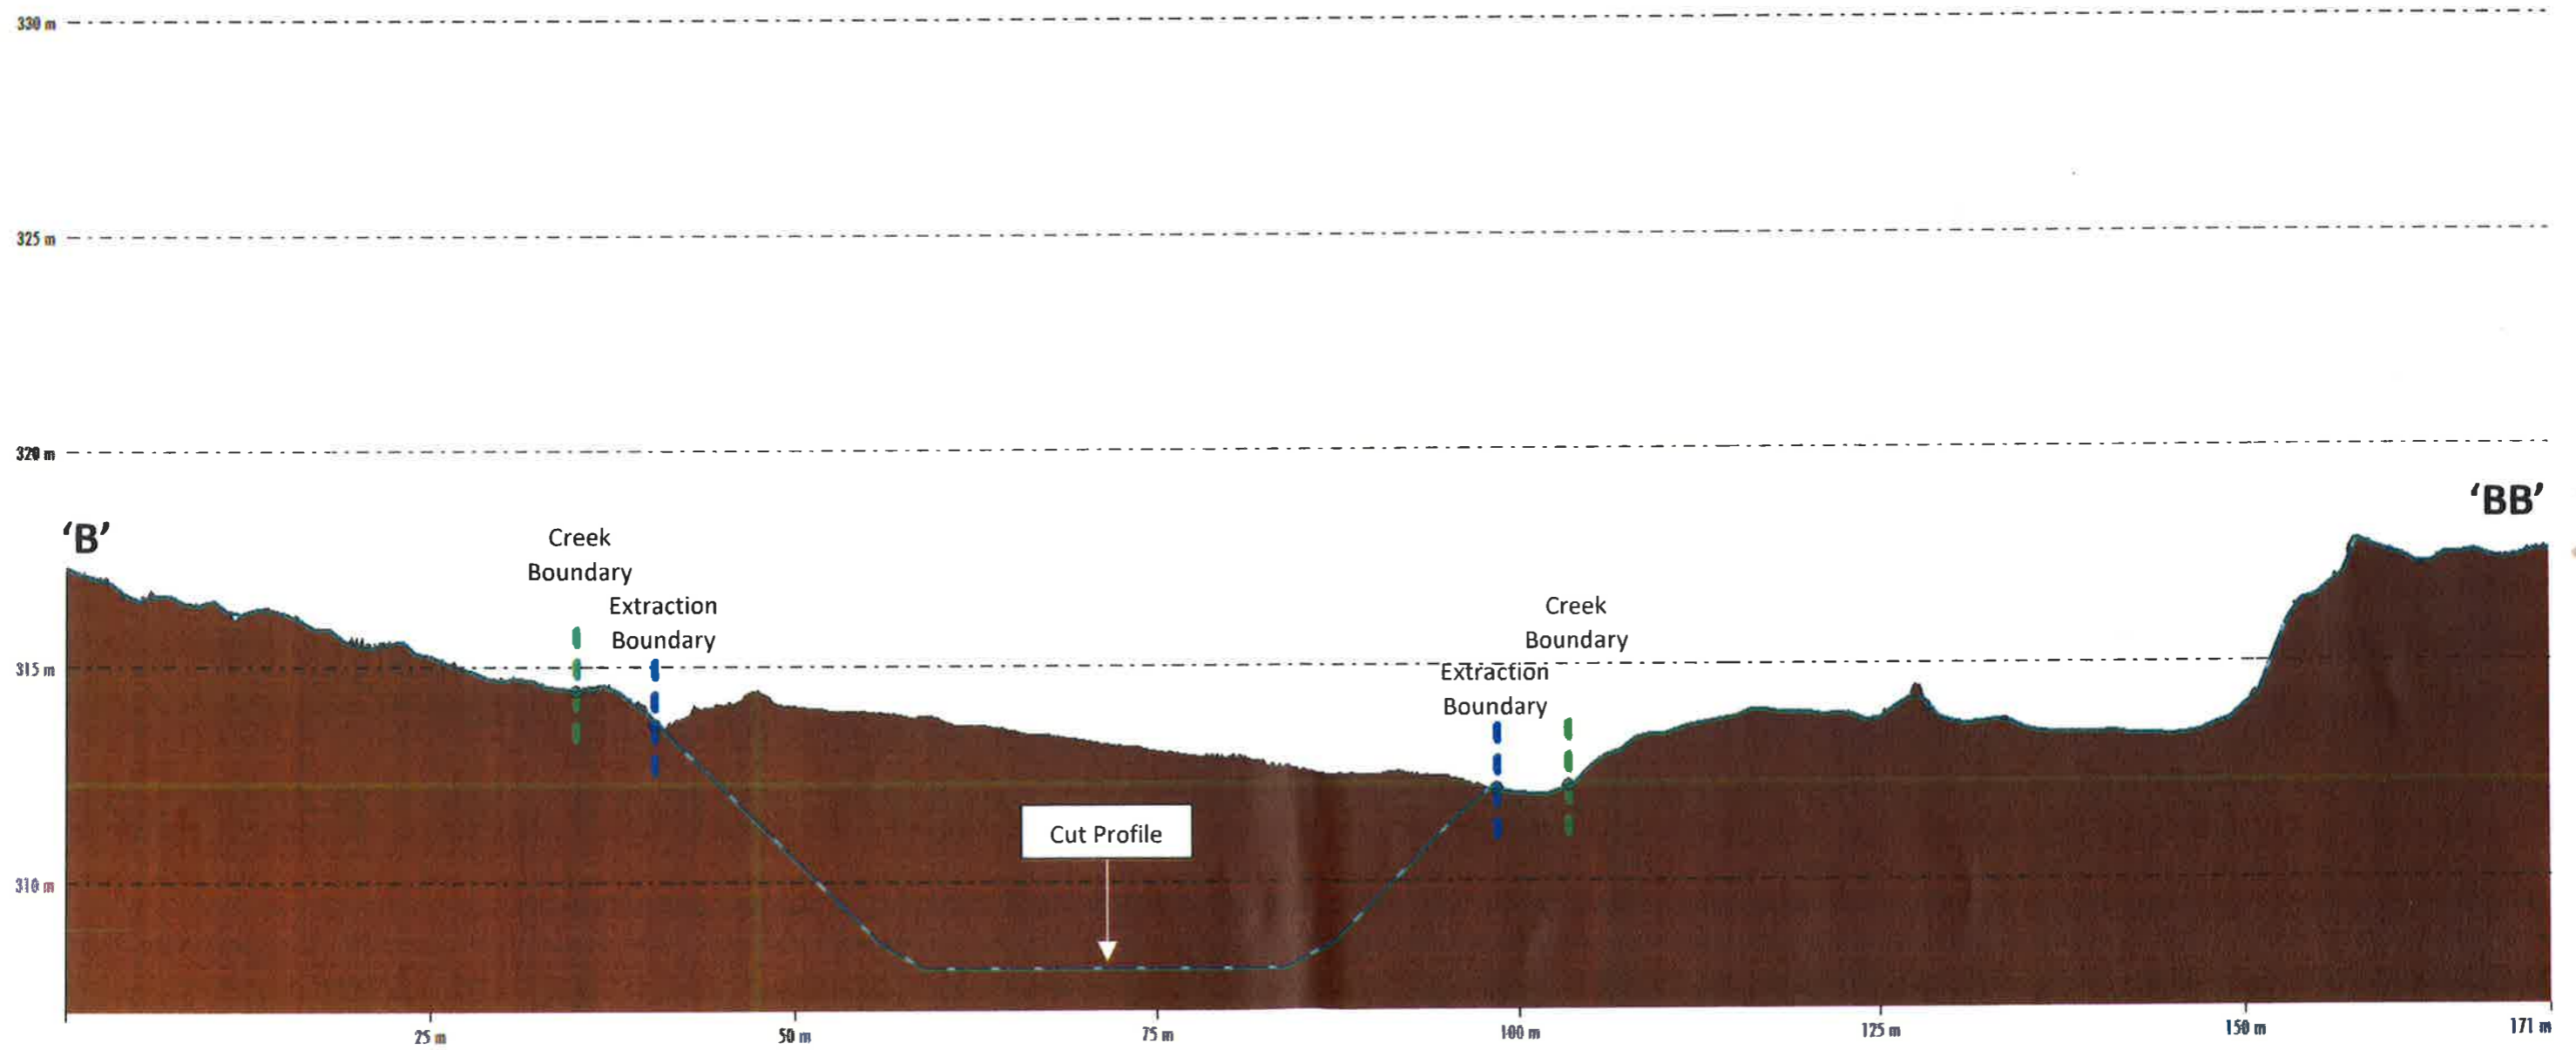 330 m
325 m
320 m
'B'
'BB'
Creek
Boundary
Extraction
Boundary
Creek
Boundary
Extraction
Boundary
315 m
Cut Profile
310 m
25 m
50 m
75 m
100 m
125 m
150 m
171 m